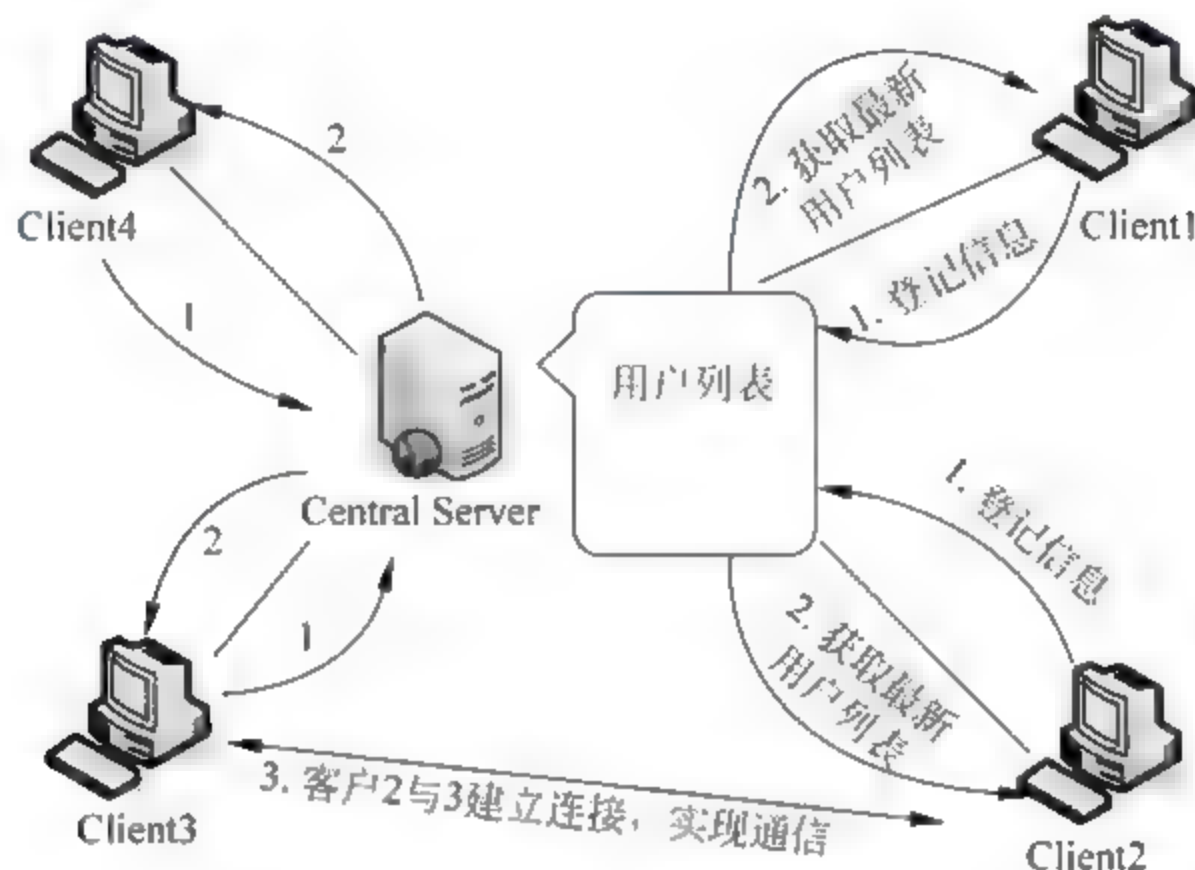 Client4
2
1
Central Server
2
1
Client3
用户列表
2. 获取最新
用户列表
1. 登记信息
Client1
1. 登记信息
2. 获取最新
用户列表
Client2
3. 客户2与3建立连接，实现通信